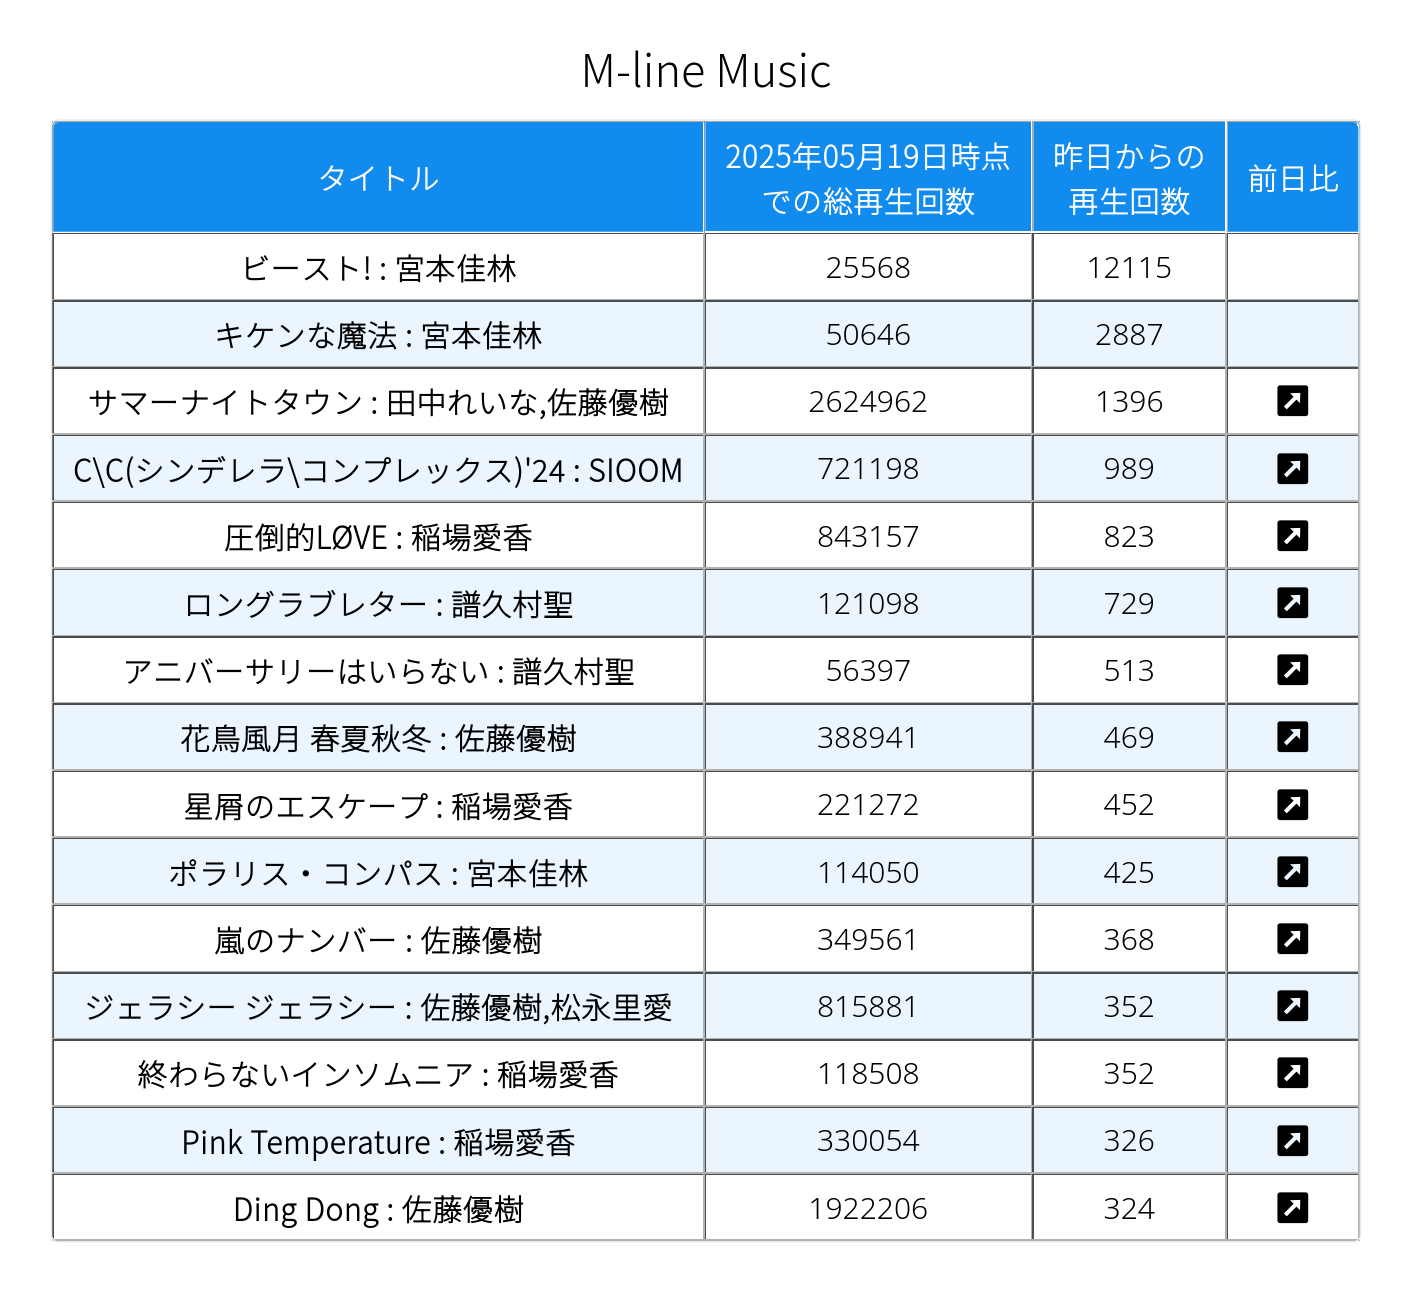 M-line Music
タイトル 2025年05月19日時点での総再生回数 昨日からの再生回数 前日比
ビースト! : 宮本佳林 25568 12115
キケンな魔法 : 宮本佳林 50646 2887
サマーナイトタウン : 田中れいな,佐藤優樹 2624962 1396 ↗
C\C(シンデレラ\コンプレックス)'24 : SIOOM 721198 989 ↗
圧倒的LØVE : 稲場愛香 843157 823 ↗
ロングラブレター : 譜久村聖 121098 729 ↗
アニバーサリーはいらない : 譜久村聖 56397 513 ↗
花鳥風月 春夏秋冬 : 佐藤優樹 388941 469 ↗
星屑のエスケープ : 稲場愛香 221272 452 ↗
ポラリス・コンパス : 宮本佳林 114050 425 ↗
嵐のナンバー : 佐藤優樹 349561 368 ↗
ジェラシー ジェラシー : 佐藤優樹,松永里愛 815881 352 ↗
終わらないインソムニア : 稲場愛香 118508 352 ↗
Pink Temperature : 稲場愛香 330054 326 ↗
Ding Dong : 佐藤優樹 1922206 324 ↗